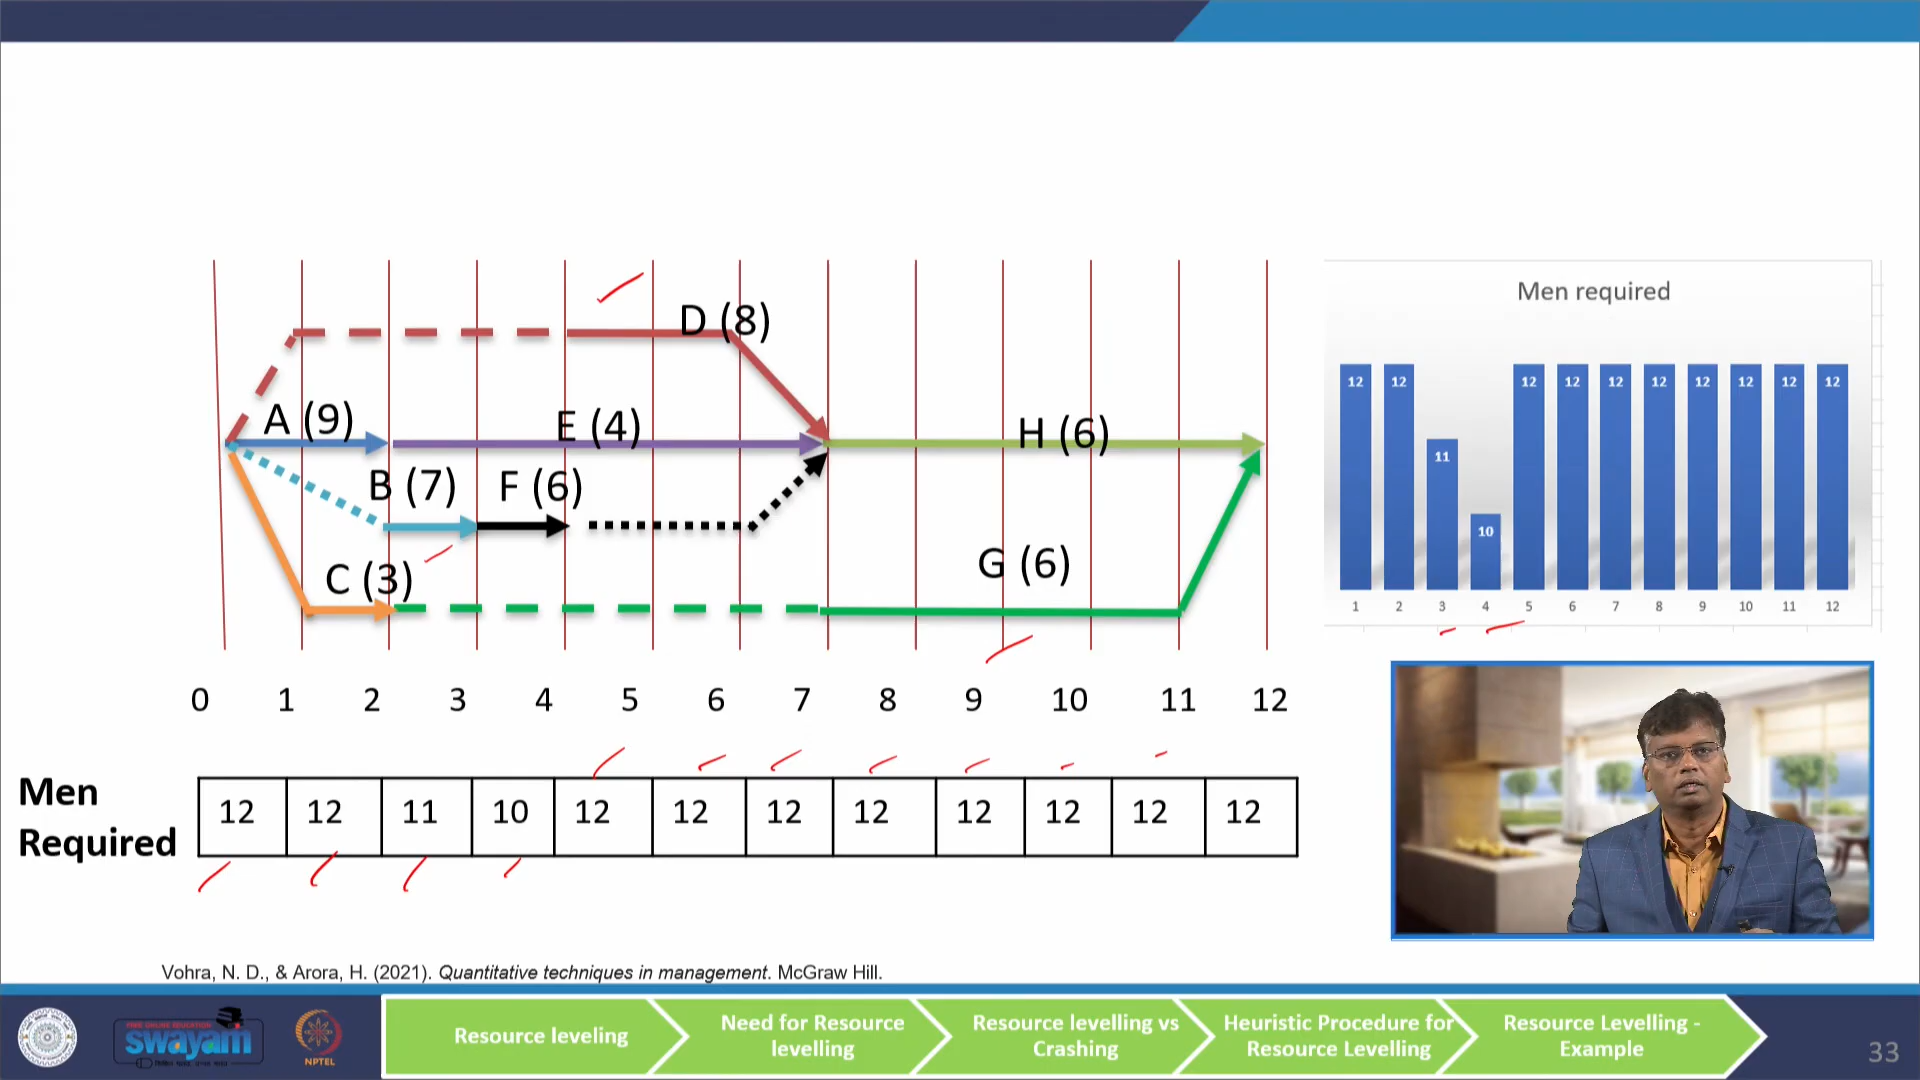 D (8)
A (9)
E (4)
H (6)
B (7)
F (6)
C (3)
G (6)
0 1 2 3 4 5 6 7 8 9 10 11 12
Men Required
12 12 11 10 12 12 12 12 12 12 12 12
Men required
12 12 11 10 12 12 12 12 12 12 12 12
1 2 3 4 5 6 7 8 9 10 11 12
Vohra, N. D., & Arora, H. (2021). Quantitative techniques in management. McGraw Hill.
swayam
NPTEL
Resource leveling
Need for Resource
levelling
Resource levelling vs
Crashing
Heuristic Procedure for
Resource Levelling
Resource Levelling -
Example
33